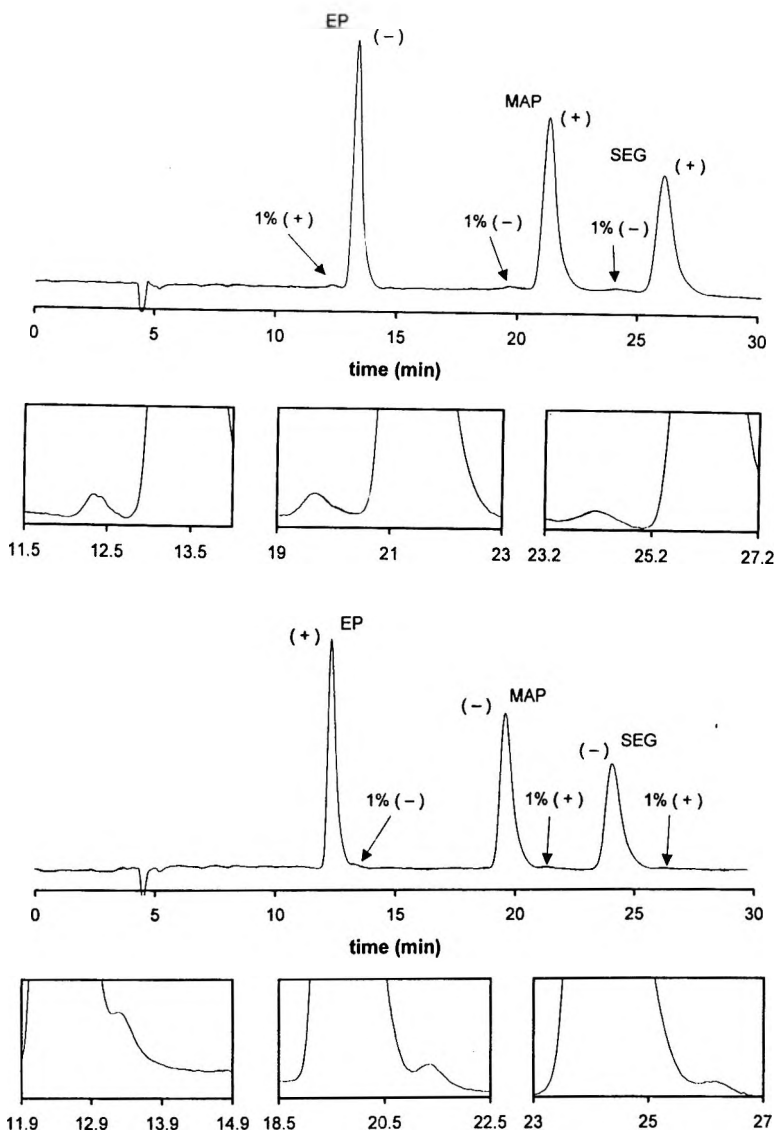 EP
(−)
MAP
(+)
SEG
(+)
1% (+)
1% (−)
1% (−)
0 5 10 15 20 25 30
time (min)
11.5 12.5 13.5
19 21 23
23.2 25.2 27.2
(+)
EP
(−)
MAP
(−)
SEG
1% (−)
1% (+)
1% (+)
0 5 10 15 20 25 30
time (min)
11.9 12.9 13.9 14.9
18.5 20.5 22.5
23 25 27